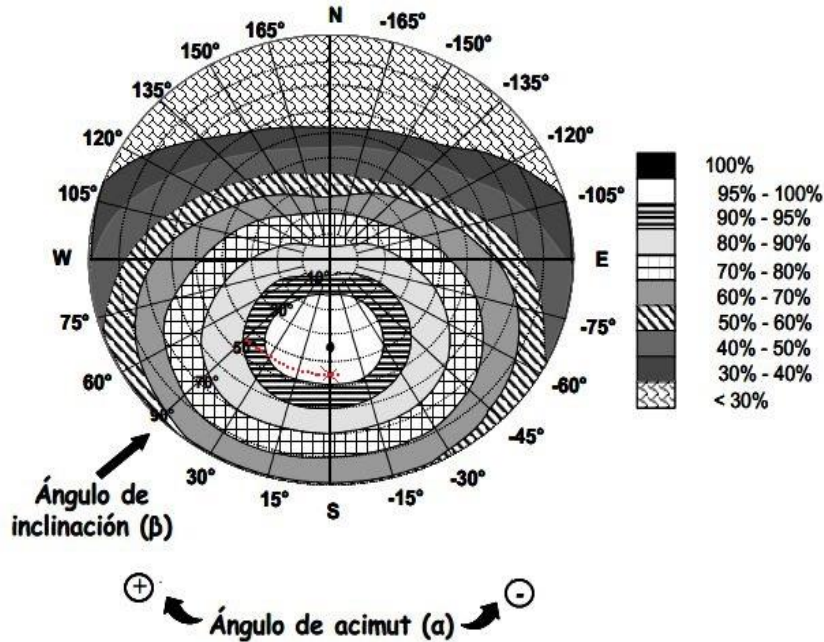 N
165°
-165°
150°
-150°
135°
-135°
120°
-120°
105°
-105°
W
E
75°
-75°
60°
-60°
-45°
30°
-30°
15°
-15°
S
10°
30°
50°
70°
90°
100%
95% - 100%
90% - 95%
80% - 90%
70% - 80%
60% - 70%
50% - 60%
40% - 50%
30% - 40%
< 30%
Ángulo de
inclinación (β)
+
Ángulo de acimut (α)
-